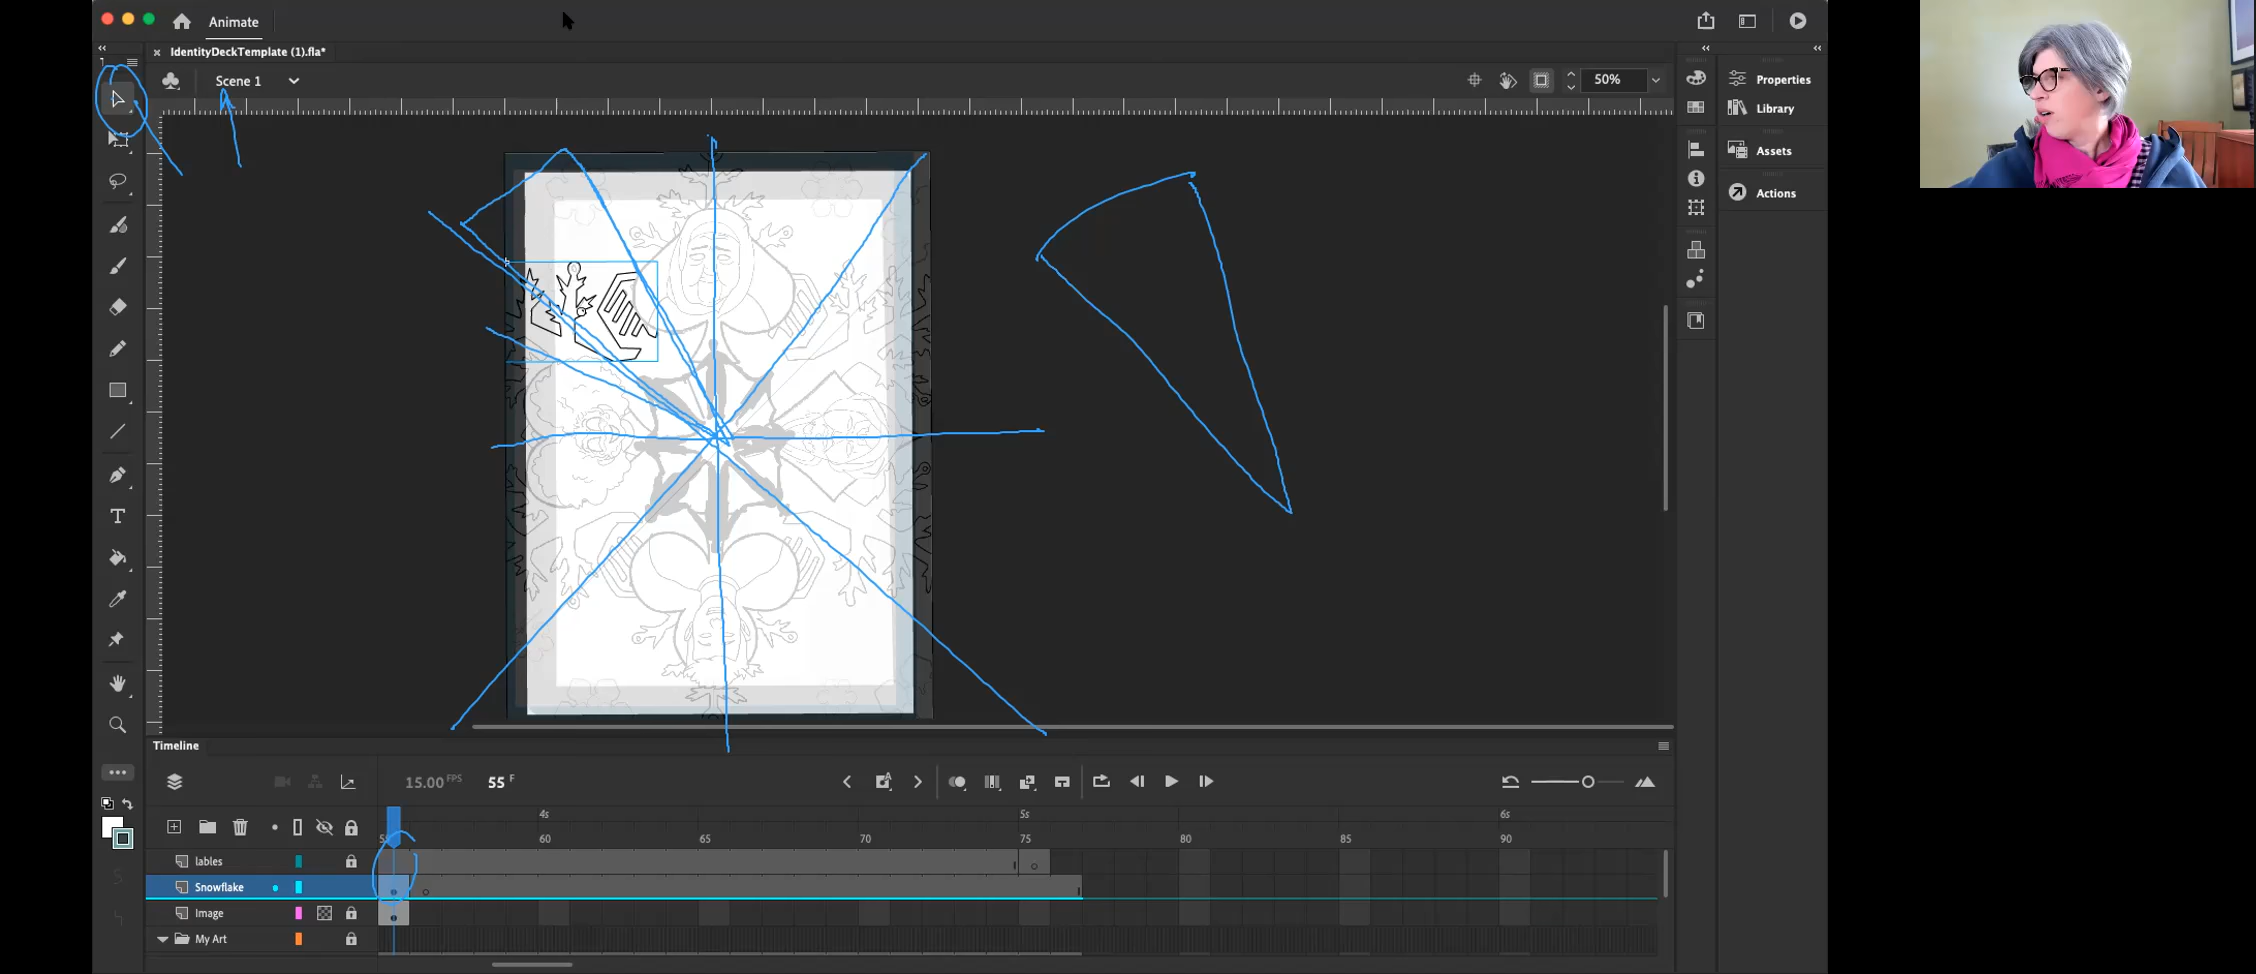 Animate
IdentityDeckTemplate (1).fla*
Scene 1
50%
Properties
Library
Assets
Actions
T
Timeline
15.00 FPS
55 F
4s 5s 6s
60 65 70 75 80 85 90
lables
Snowflake
Image
My Art